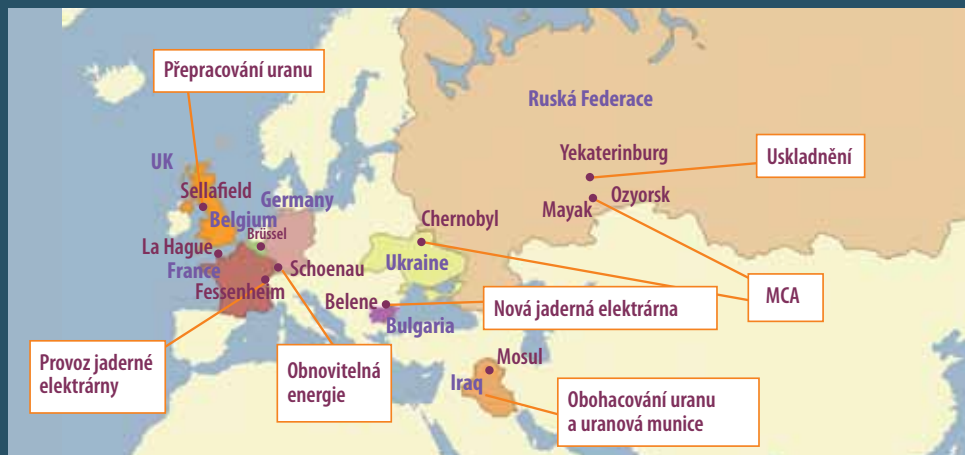 Přepracování uranu
Ruská Federace
UK
Yekaterinburg
Uskladnění
Sellafield
Germany
Ozyorsk
Mayak
Belgium
Chernobyl
Brüssel
La Hague
France
Schoenau
Ukraine
Fessenheim
MCA
Belene
Nová jaderná elektrárna
Bulgaria
Provoz jaderné
elektrárny
Obnovitelná
energie
Mosul
Iraq
Obohacování uranu
a uranová munice